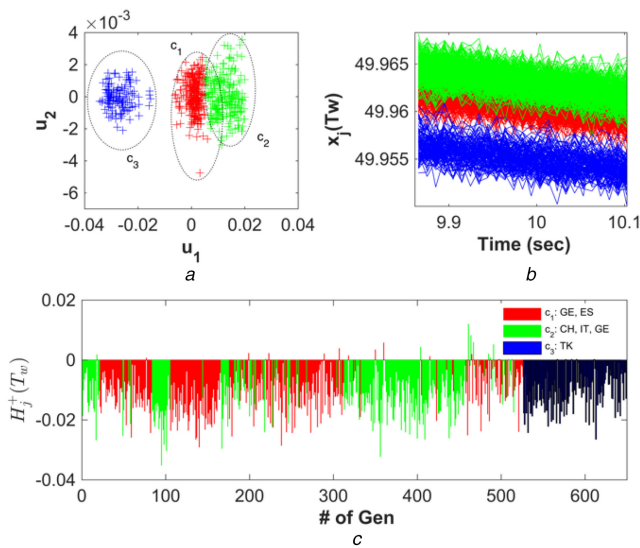 ×10⁻³
4
2
0
-2
-4
-6
u₂
c₁
c₂
c₃
-0.04
-0.02
0
0.02
0.04
u₁
a
49.965
49.96
49.955
xⱼ(Tw)
9.9
10
10.1
Time (sec)
b
0.02
0
-0.02
-0.04
Hⱼ⁺(T_w)
c₁: GE, ES
c₂: CH, IT, GE
c₃: TK
0
100
200
300
400
500
600
# of Gen
c